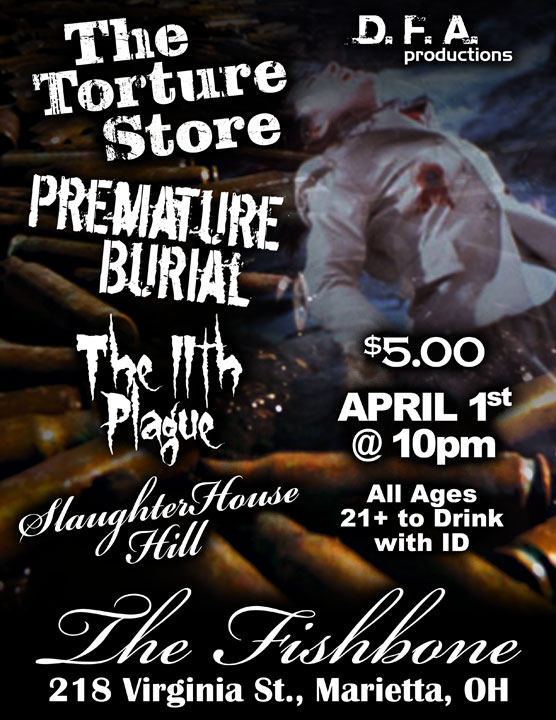 The
Torture
Store
D. F. A.
productions
PREMATURE
BURIAL
The 11th
Plague
SlaughterHouse
Hill
$5.00
APRIL 1st
@ 10pm
All Ages
21+ to Drink
with ID
The Fishbone
218 Virginia St., Marietta, OH